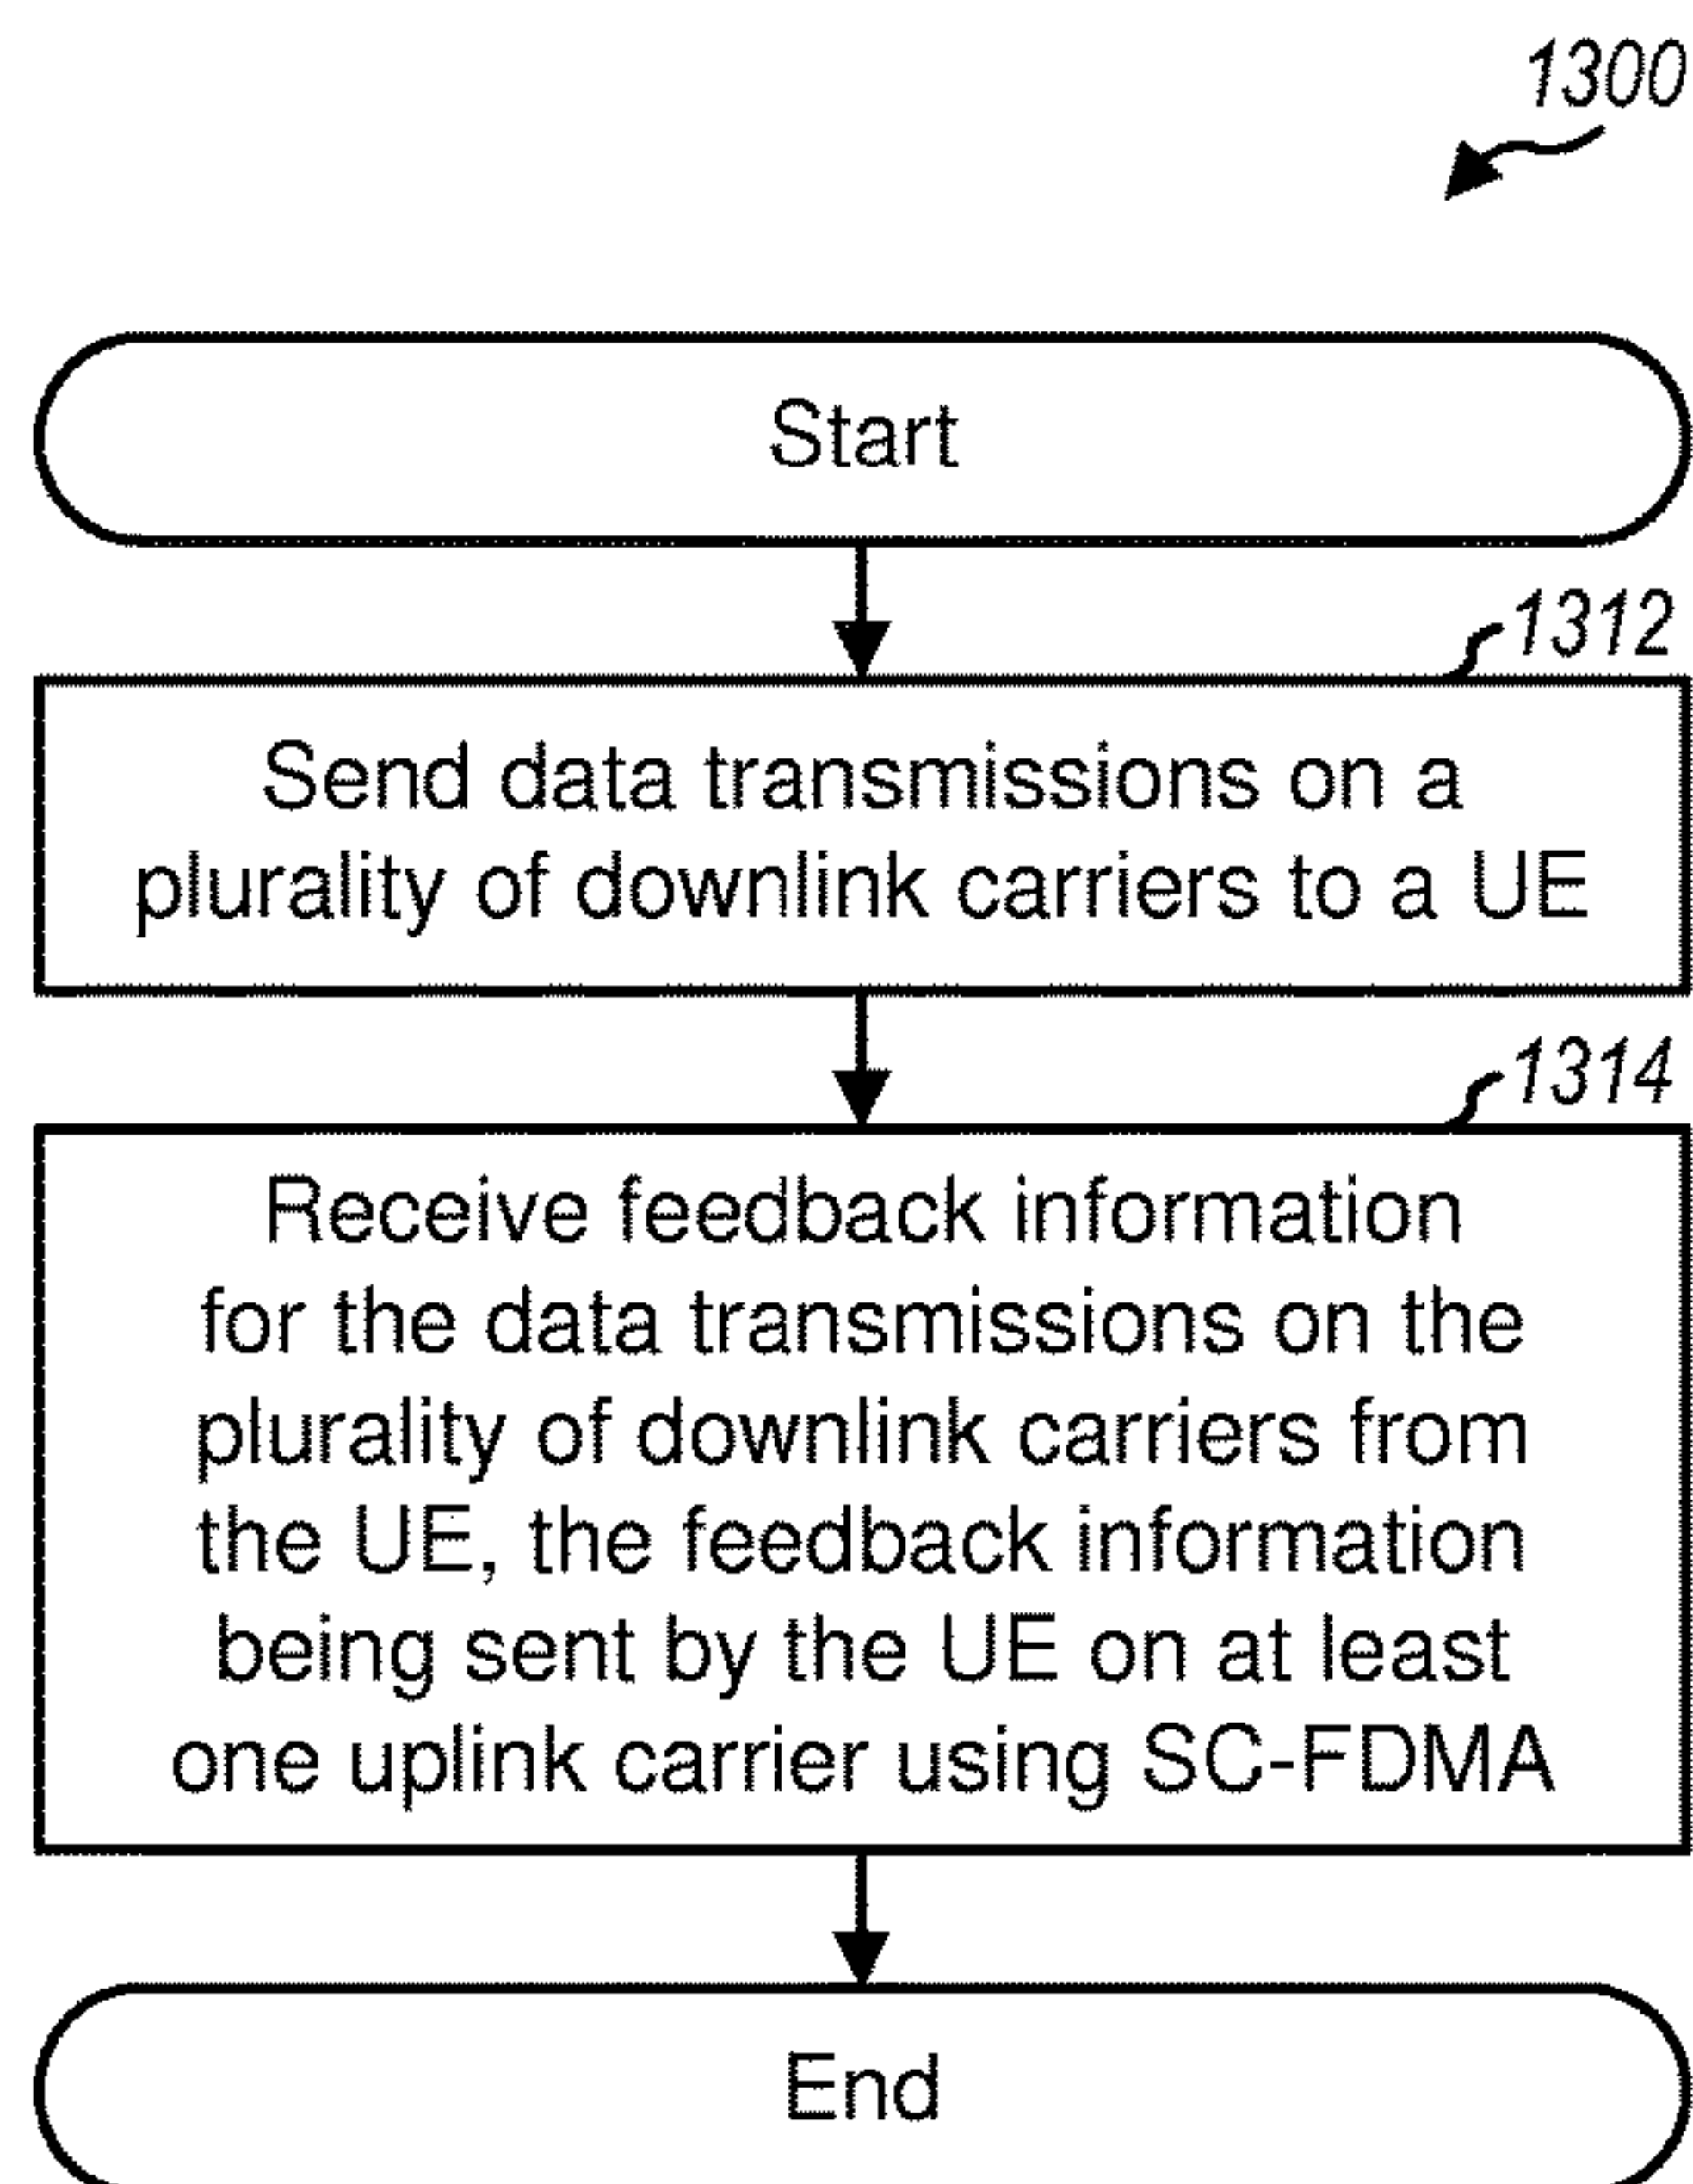 1300
Start
1312
Send data transmissions on a
plurality of downlink carriers to a UE
1314
Receive feedback information
for the data transmissions on the
plurality of downlink carriers from
the UE, the feedback information
being sent by the UE on at least
one uplink carrier using SC-FDMA
End